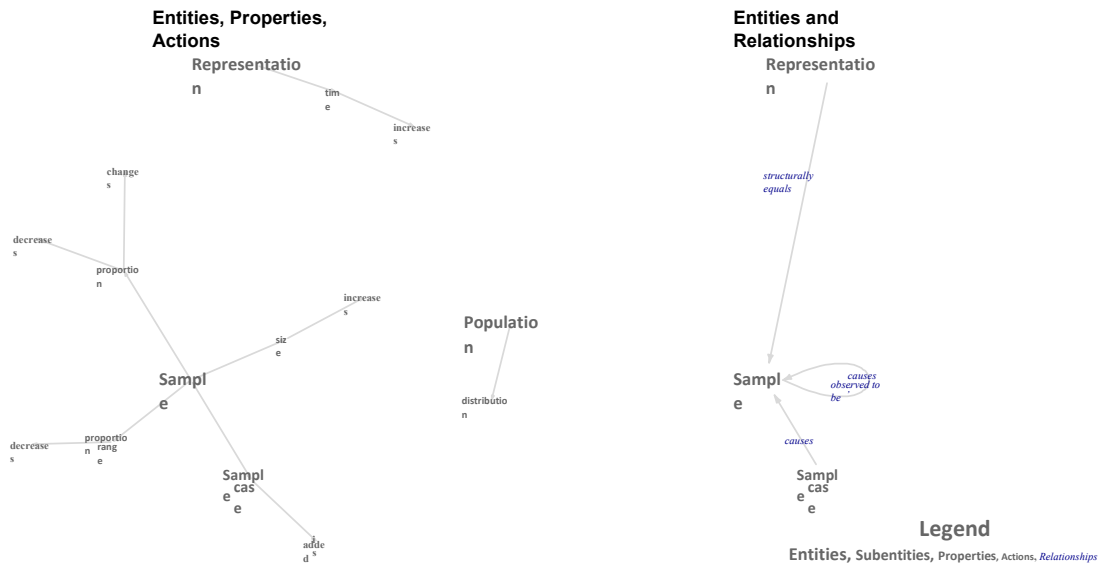 Entities, Properties,
Actions
Representatio
n
tim
e
increase
s
change
s
decrease
s
proportio
n
increase
s
siz
e
Sampl
e
proportio
n rang
e
decrease
s
Sampl
e cas
e
is
adde
d
Populatio
n
distributio
n
Entities and
Relationships
Representatio
n
structurally
equals
Sampl
e
causes
observed to
be
causes
Sampl
e cas
e
Legend
Entities, Subentities, Properties, Actions, Relationships